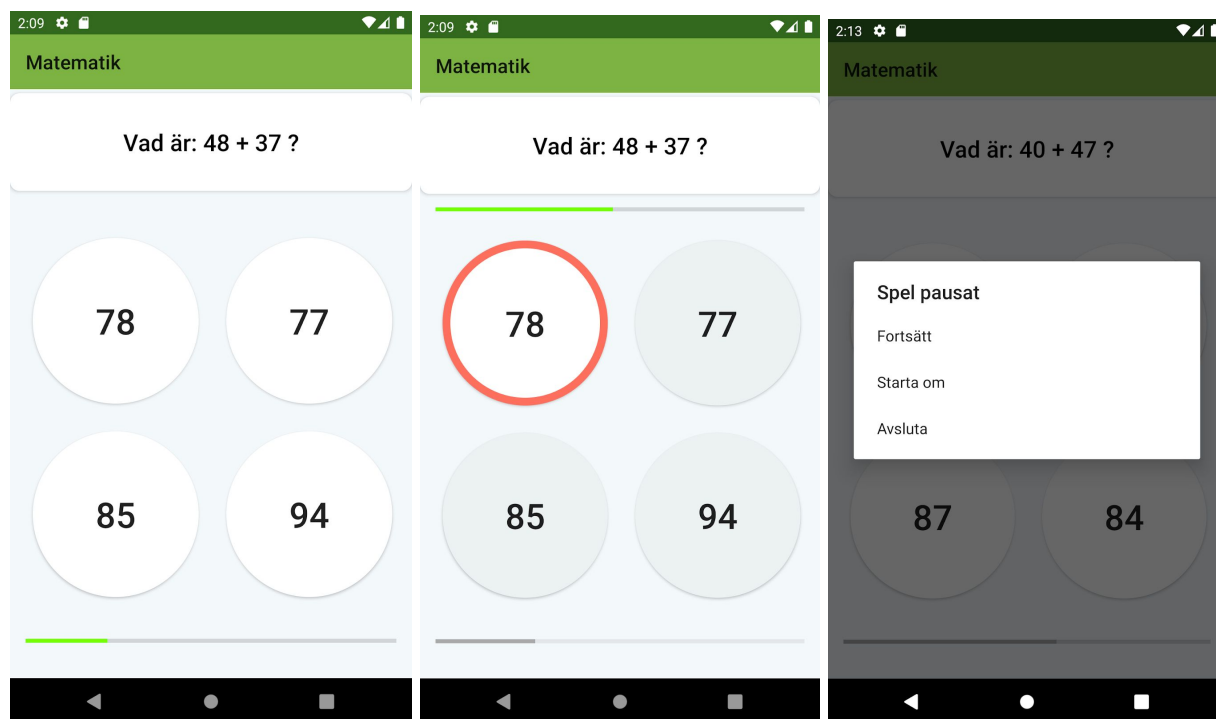 2:09
Matematik
Vad är: 48 + 37 ?
78 77
85 94
2:09
Matematik
Vad är: 48 + 37 ?
78 77
85 94
2:13
Matematik
Vad är: 40 + 47 ?
Spel pausat
Fortsätt
Starta om
Avsluta
87 84